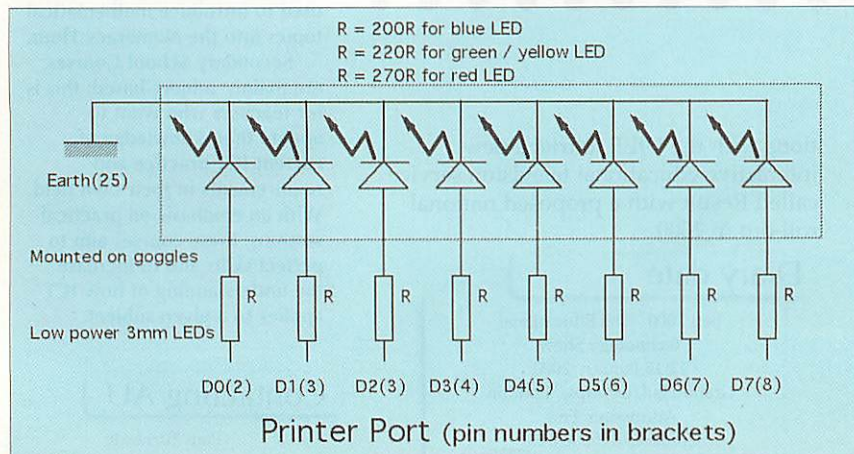 R = 200R for blue LED
R = 220R for green / yellow LED
R = 270R for red LED
Earth(25)
Mounted on goggles
R R R R R R R R
Low power 3mm LEDs
D0(2) D1(3) D2(3) D3(4) D4(5) D5(6) D6(7) D7(8)
Printer Port (pin numbers in brackets)